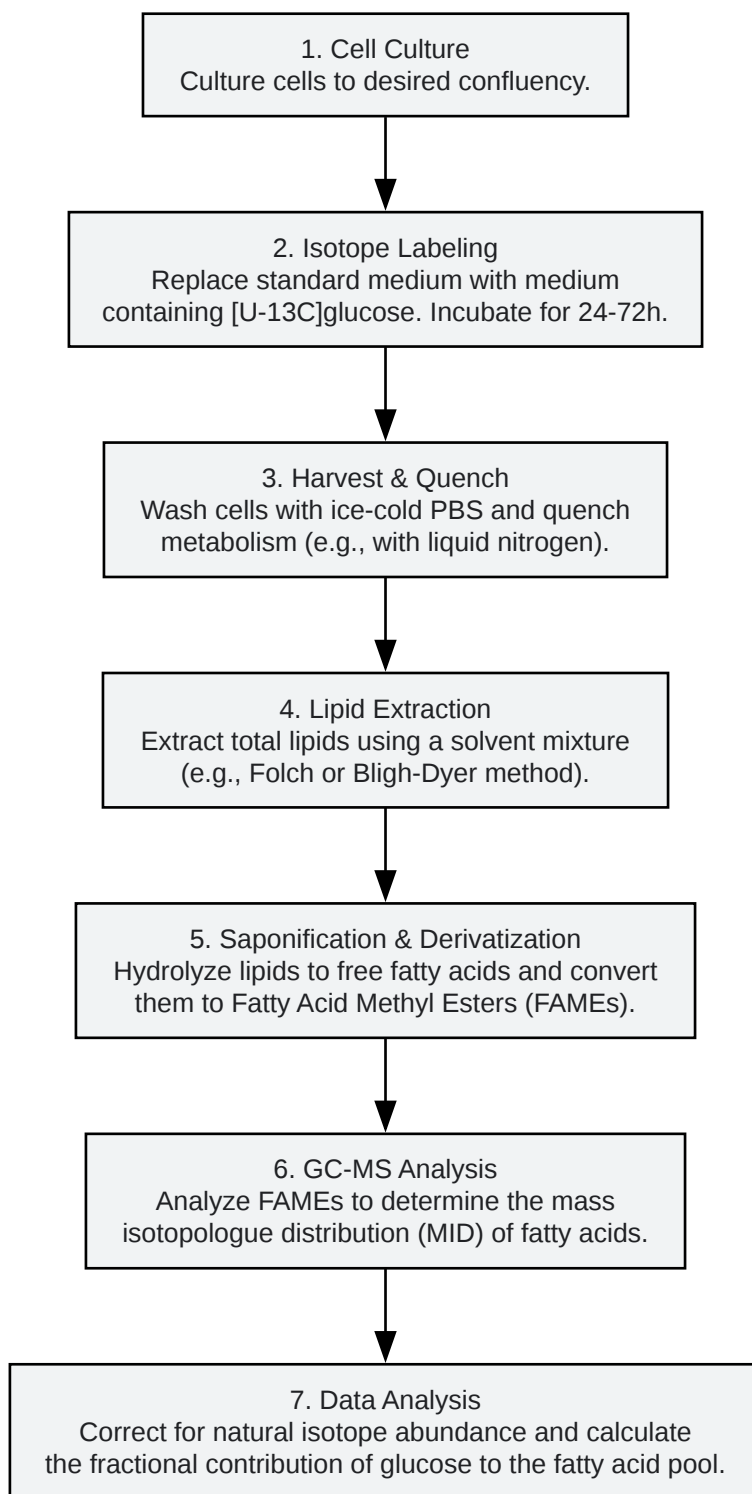 1. Cell Culture
Culture cells to desired confluency.
2. Isotope Labeling
Replace standard medium with medium
containing [U-13C]glucose. Incubate for 24-72h.
3. Harvest & Quench
Wash cells with ice-cold PBS and quench
metabolism (e.g., with liquid nitrogen).
4. Lipid Extraction
Extract total lipids using a solvent mixture
(e.g., Folch or Bligh-Dyer method).
5. Saponification & Derivatization
Hydrolyze lipids to free fatty acids and convert
them to Fatty Acid Methyl Esters (FAMEs).
6. GC-MS Analysis
Analyze FAMEs to determine the mass
isotopologue distribution (MID) of fatty acids.
7. Data Analysis
Correct for natural isotope abundance and calculate
the fractional contribution of glucose to the fatty acid pool.